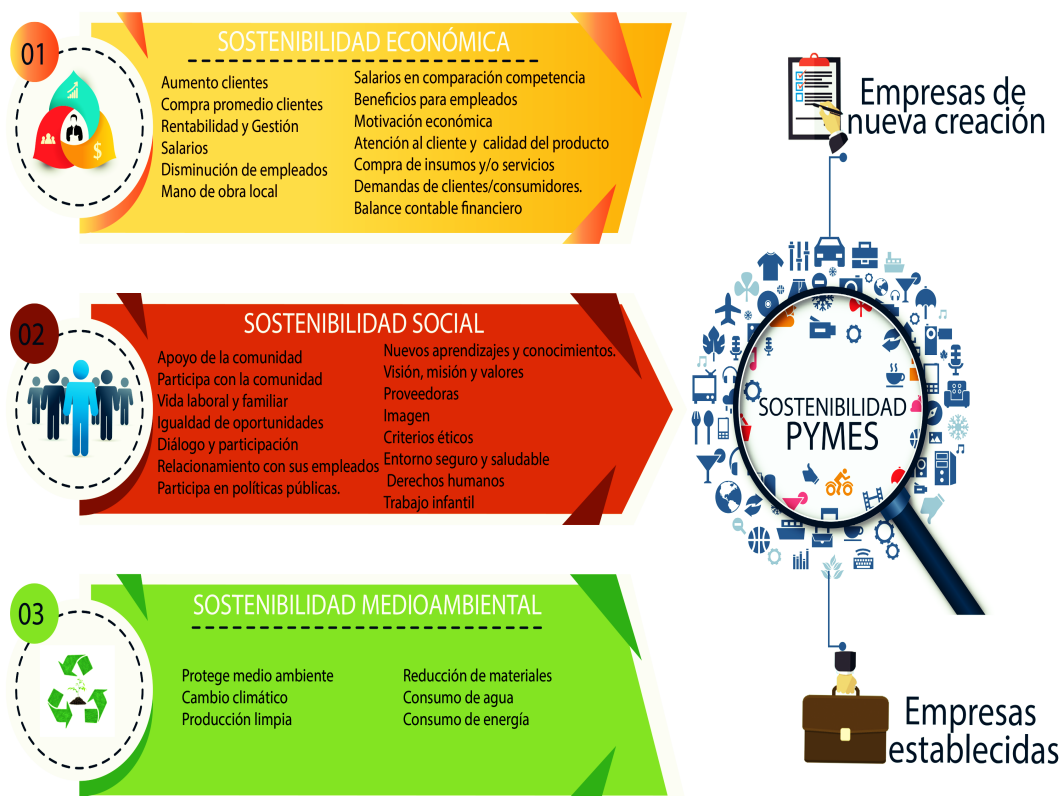 01
SOSTENIBILIDAD ECONÓMICA
Aumento clientes
Compra promedio clientes
Rentabilidad y Gestión
Salarios
Disminución de empleados
Mano de obra local
Salarios en comparación competencia
Beneficios para empleados
Motivación económica
Atención al cliente y calidad del producto
Compra de insumos y/o servicios
Demandas de clientes/consumidores.
Balance contable financiero
$
02
SOSTENIBILIDAD SOCIAL
Apoyo de la comunidad
Participa con la comunidad
Vida laboral y familiar
Igualdad de oportunidades
Diálogo y participación
Relacionamiento con sus empleados
Participa en políticas públicas.
Nuevos aprendizajes y conocimientos.
Visión, misión y valores
Proveedoras
Imagen
Criterios éticos
Entorno seguro y saludable
Derechos humanos
Trabajo infantil
03
SOSTENIBILIDAD MEDIOAMBIENTAL
Protege medio ambiente
Cambio climático
Producción limpia
Reducción de materiales
Consumo de agua
Consumo de energía
Empresas de
nueva creación
SOSTENIBILIDAD
PYMES
Empresas
establecidas